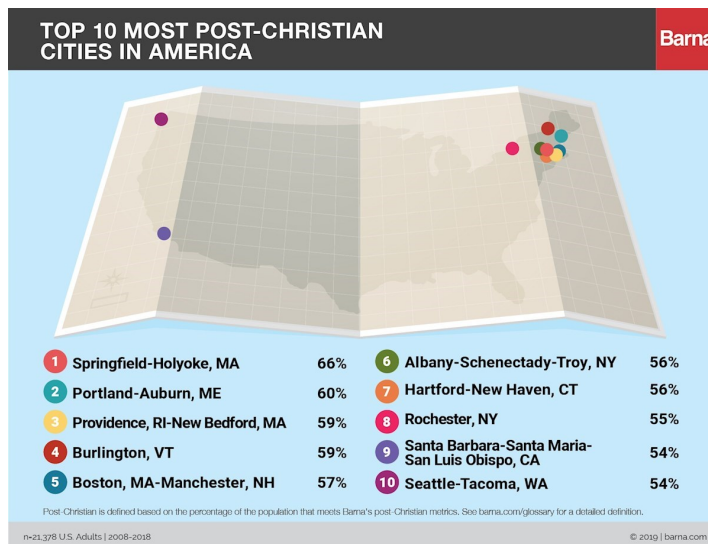 TOP 10 MOST POST-CHRISTIAN
CITIES IN AMERICA
Barna
1 Springfield-Holyoke, MA 66%
2 Portland-Auburn, ME 60%
3 Providence, RI-New Bedford, MA 59%
4 Burlington, VT 59%
5 Boston, MA-Manchester, NH 57%
6 Albany-Schenectady-Troy, NY 56%
7 Hartford-New Haven, CT 56%
8 Rochester, NY 55%
9 Santa Barbara-Santa Maria-
San Luis Obispo, CA 54%
10 Seattle-Tacoma, WA 54%
Post-Christian is defined based on the percentage of the population that meets Barna's post-Christian metrics. See barna.com/glossary for a detailed definition.
n=21,378 U.S. Adults | 2008-2018
© 2019 | barna.com